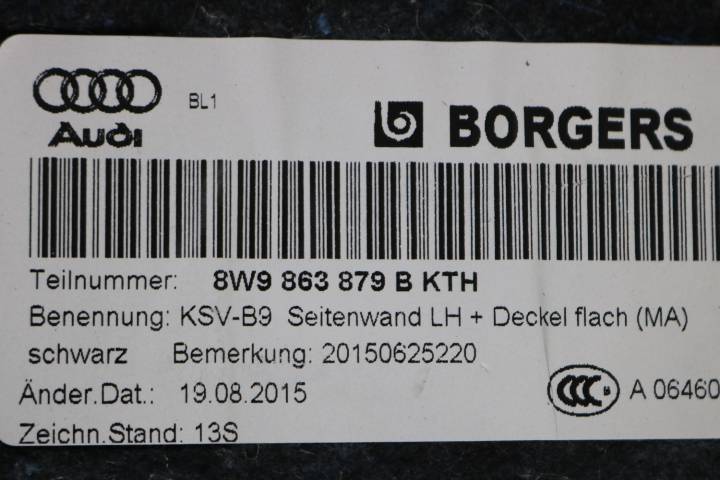 Audi BL1 BORGERS
Teilnummer: 8W9 863 879 B KTH
Benennung: KSV-B9 Seitenwand LH + Deckel flach (MA)
schwarz Bemerkung: 20150625220
Änder.Dat.: 19.08.2015
CCC A 06460
Zeichn.Stand: 13S